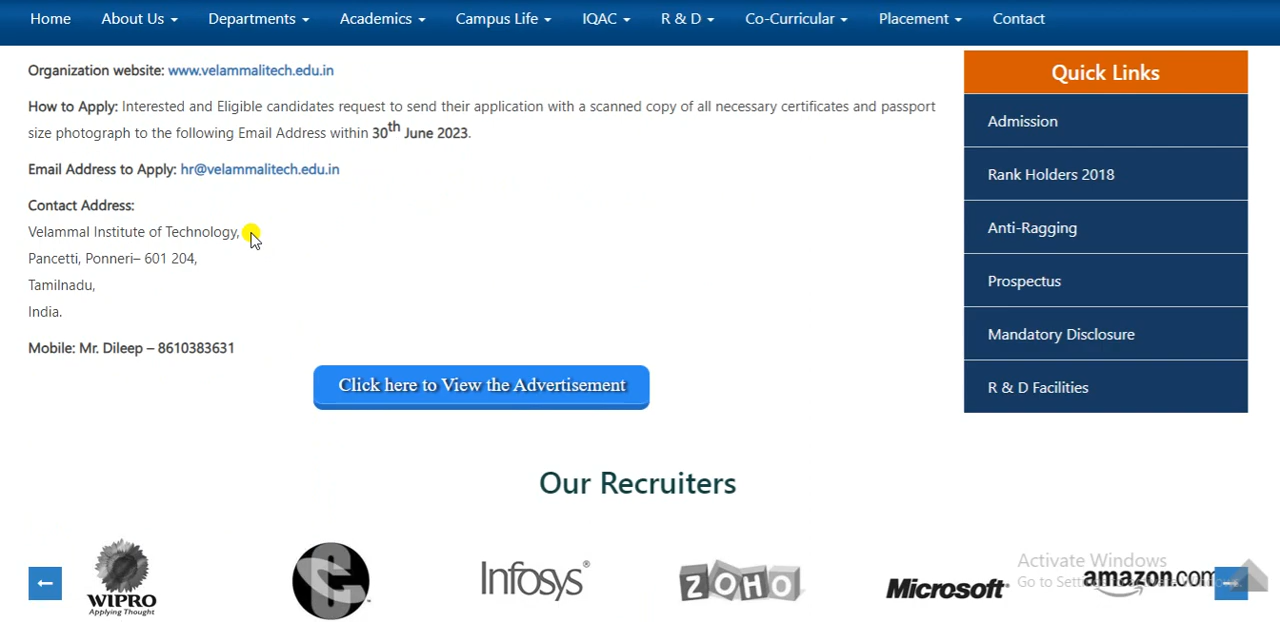 Home About Us Departments Academics Campus Life IQAC R & D Co-Curricular Placement Contact
Organization website: www.velammalitech.edu.in
How to Apply: Interested and Eligible candidates request to send their application with a scanned copy of all necessary certificates and passport
size photograph to the following Email Address within 30th June 2023.
Email Address to Apply: hr@velammalitech.edu.in
Contact Address:
Velammal Institute of Technology,
Pancetti, Ponneri– 601 204,
Tamilnadu,
India.
Mobile: Mr. Dileep – 8610383631
Click here to View the Advertisement
Quick Links
Admission
Rank Holders 2018
Anti-Ragging
Prospectus
Mandatory Disclosure
R & D Facilities
Our Recruiters
WIPRO
Applying Thought
Infosys®
ZOHO
Microsoft
amazon.com
Activate Windows
Go to